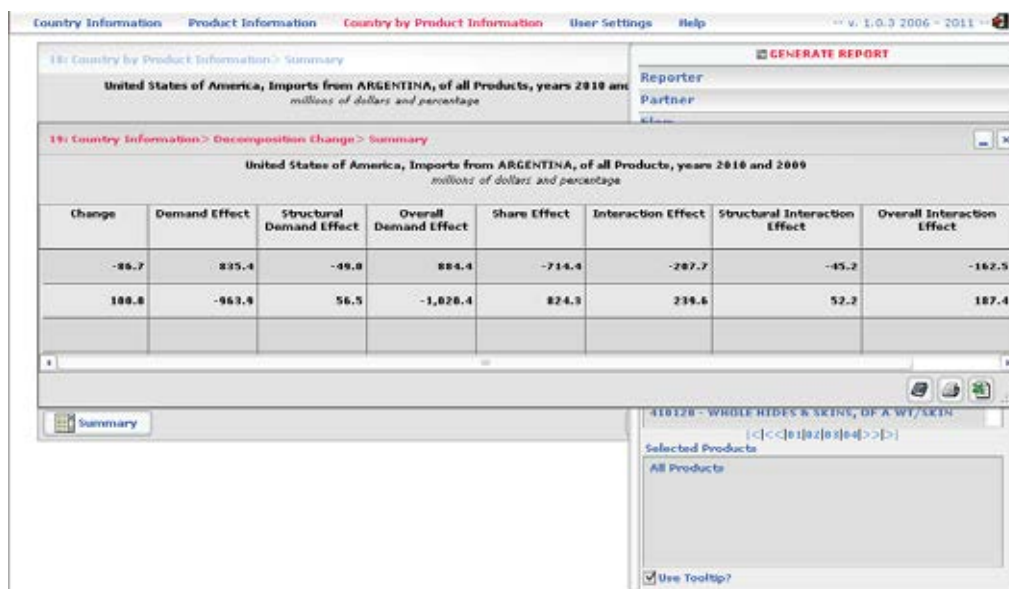 Country Information Product Information Country by Product Information User Settings Help -- v. 1.0.3 2006 - 2011 --
18: Country by Product Information > Summary
GENERATE REPORT
United States of America, Imports from ARGENTINA, of all Products, years 2010 and
millions of dollars and percentage
Reporter
Partner
19: Country Information > Decomposition Change > Summary
United States of America, Imports from ARGENTINA, of all Products, years 2010 and 2009
millions of dollars and percentage
Change Demand Effect Structural Demand Effect Overall Demand Effect Share Effect Interaction Effect Structural Interaction Effect Overall Interaction Effect
-86.7 835.4 -49.0 884.4 -714.4 -207.7 -45.2 -162.5
100.0 -963.9 56.5 -1,020.4 824.3 239.6 52.2 187.4
Summary
410120 - WHOLE HIDES & SKINS, OF A WT/SKIN
|<|<<|01|02|03|04|>>|>|
Selected Products
All Products
Use Tooltip?